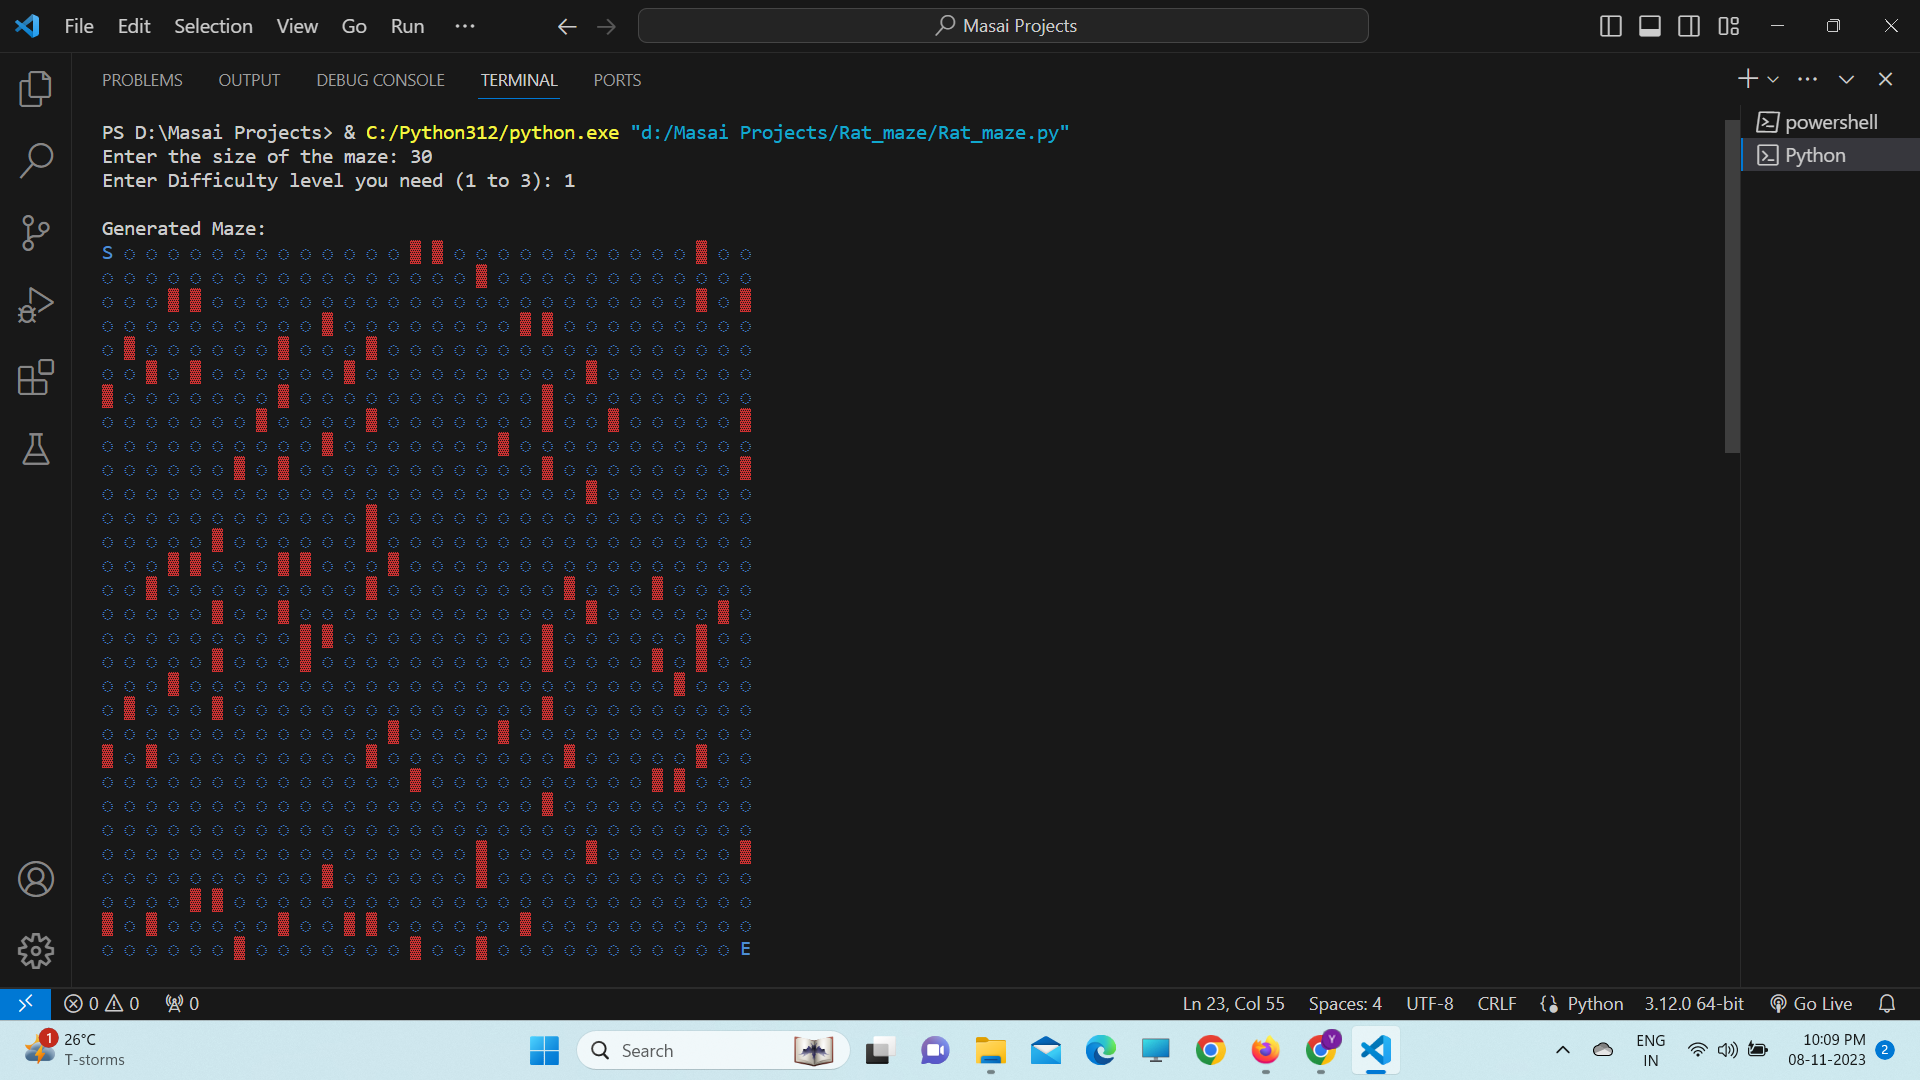 File Edit Selection View Go Run ··· Masai Projects
PROBLEMS OUTPUT DEBUG CONSOLE TERMINAL PORTS
PS D:\Masai Projects> & C:/Python312/python.exe "d:/Masai Projects/Rat_maze/Rat_maze.py"
Enter the size of the maze: 30
Enter Difficulty level you need (1 to 3): 1
Generated Maze:
S
E
powershell
Python
0 0 0 Ln 23, Col 55 Spaces: 4 UTF-8 CRLF {} Python 3.12.0 64-bit Go Live
1 26°C
T-storms
Search
Y
ENG
IN
10:09 PM
08-11-2023
2